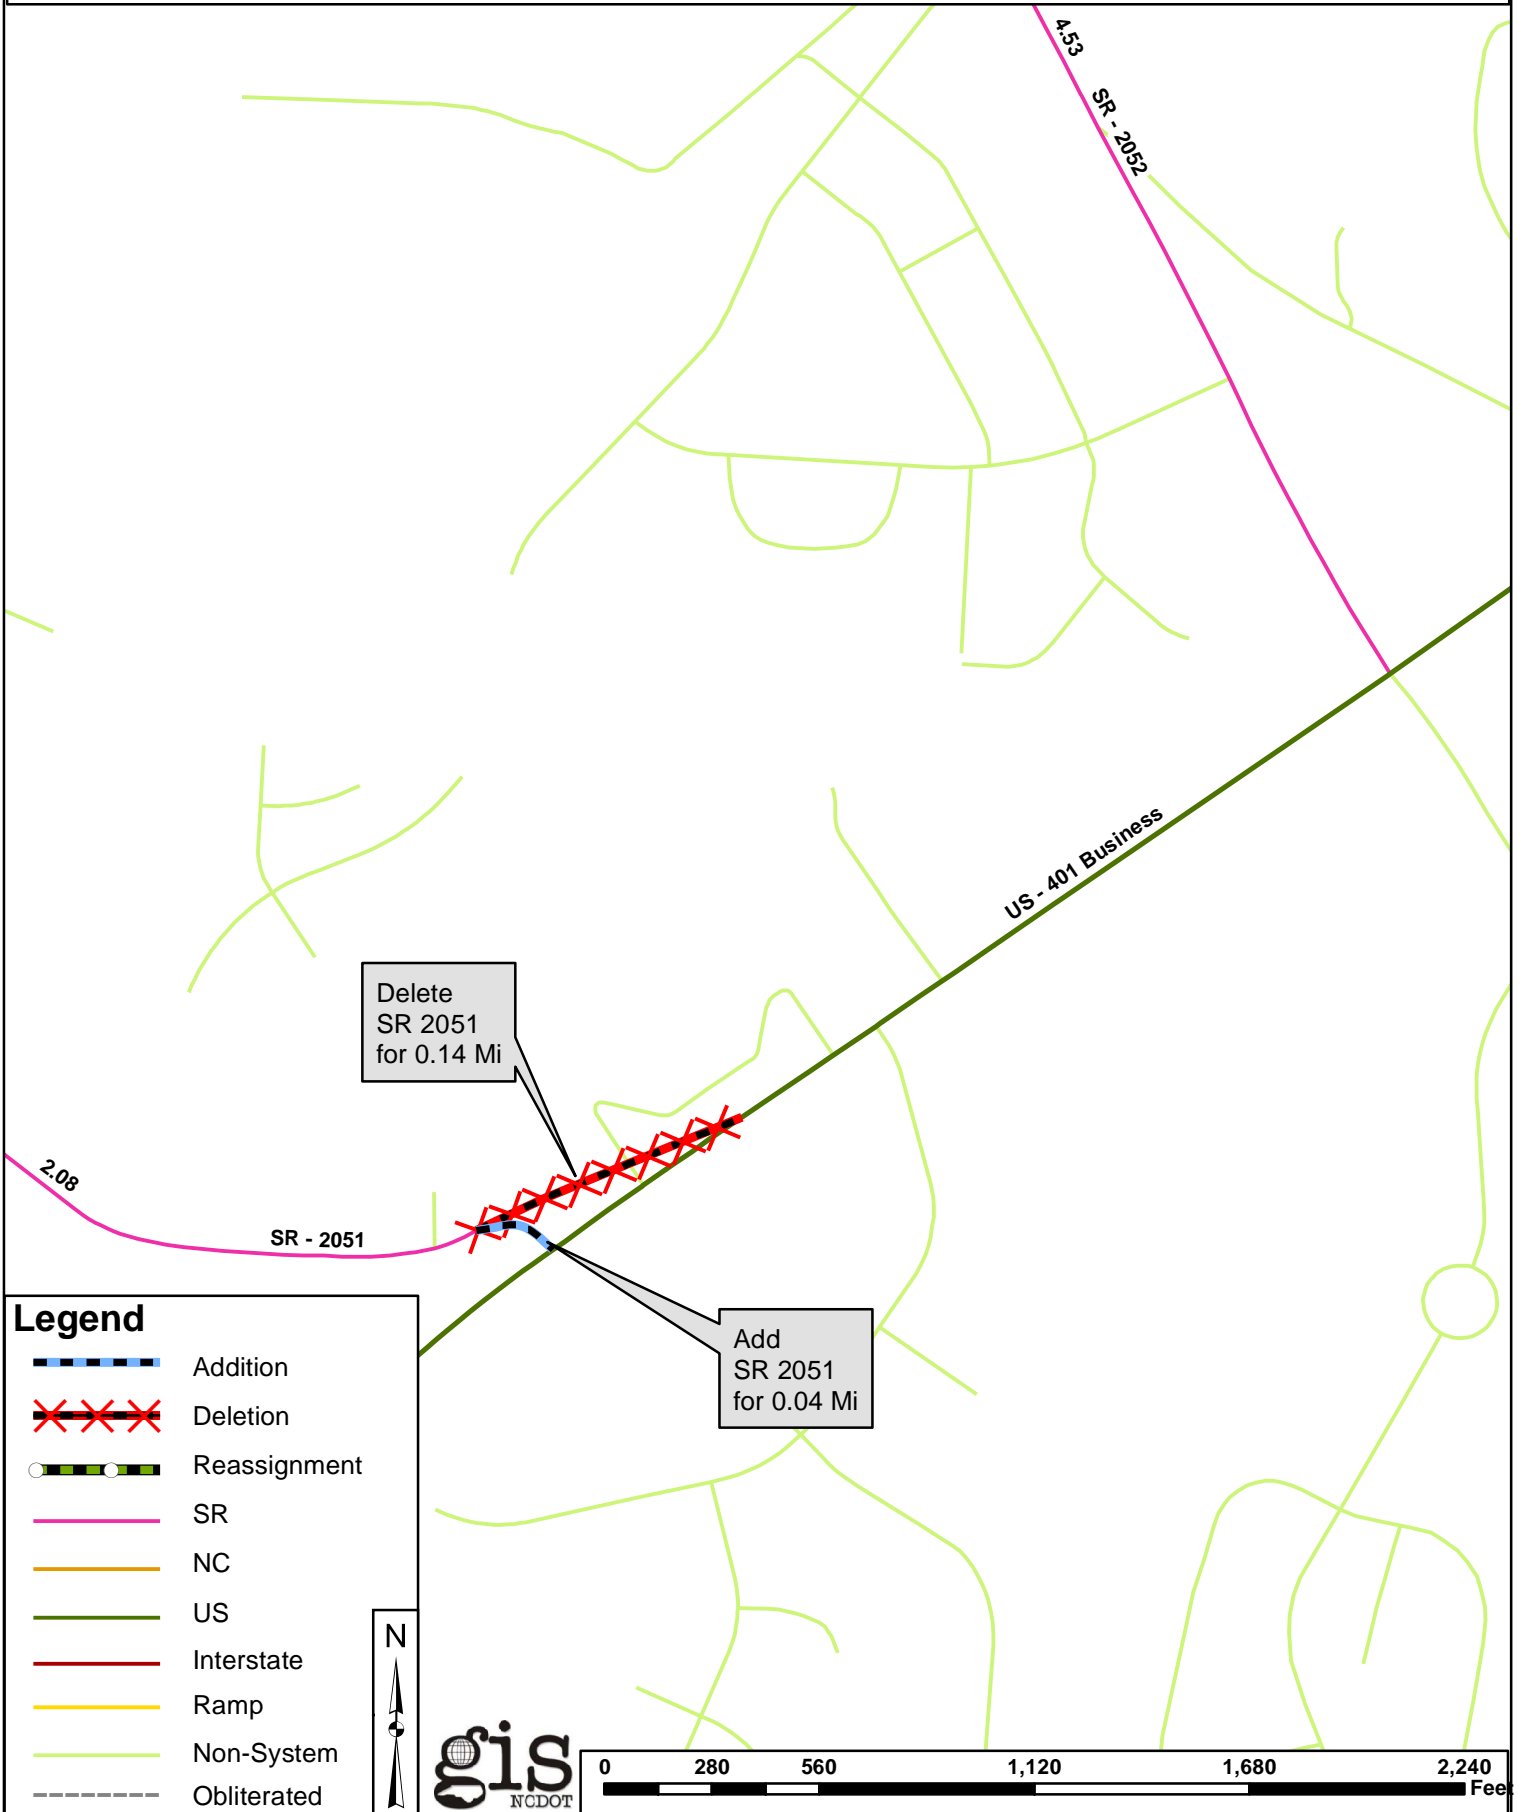 4.53
SR - 2052
US - 401 Business
Delete
SR 2051
for 0.14 Mi
2.08
SR - 2051
Add
SR 2051
for 0.04 Mi
Legend
Addition
Deletion
Reassignment
SR
NC
US
Interstate
Ramp
Non-System
Obliterated
N
gis
NCDOT
0 280 560 1,120 1,680 2,240
Feet